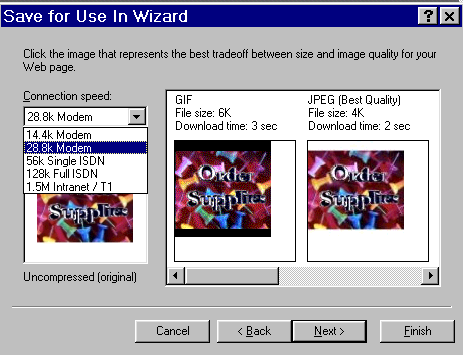 Save for Use In Wizard
Click the image that represents the best tradeoff between size and image quality for your
Web page.
Connection speed:
28.8k Modem
14.4k Modem
28.8k Modem
56k Single ISDN
128k Full ISDN
1.5M Intranet / T1
Order
Supplies
Uncompressed (original)
GIF
File size: 6K
Download time: 3 sec
Order
Supplies
JPEG (Best Quality)
File size: 4K
Download time: 2 sec
Order
Supplies
Cancel
< Back
Next >
Finish